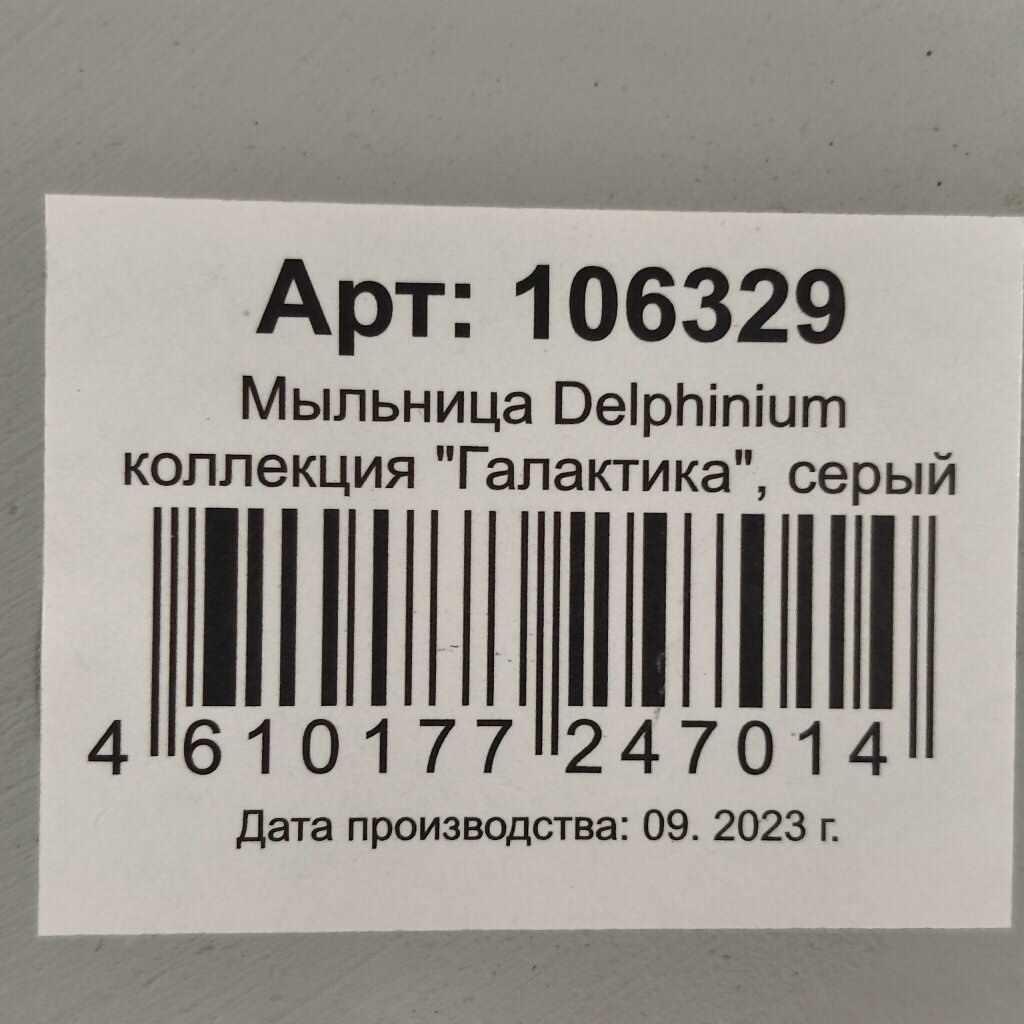 Арт: 106329
Мыльница Delphinium
коллекция "Галактика", серый
4 610177 247014
Дата производства: 09. 2023 г.